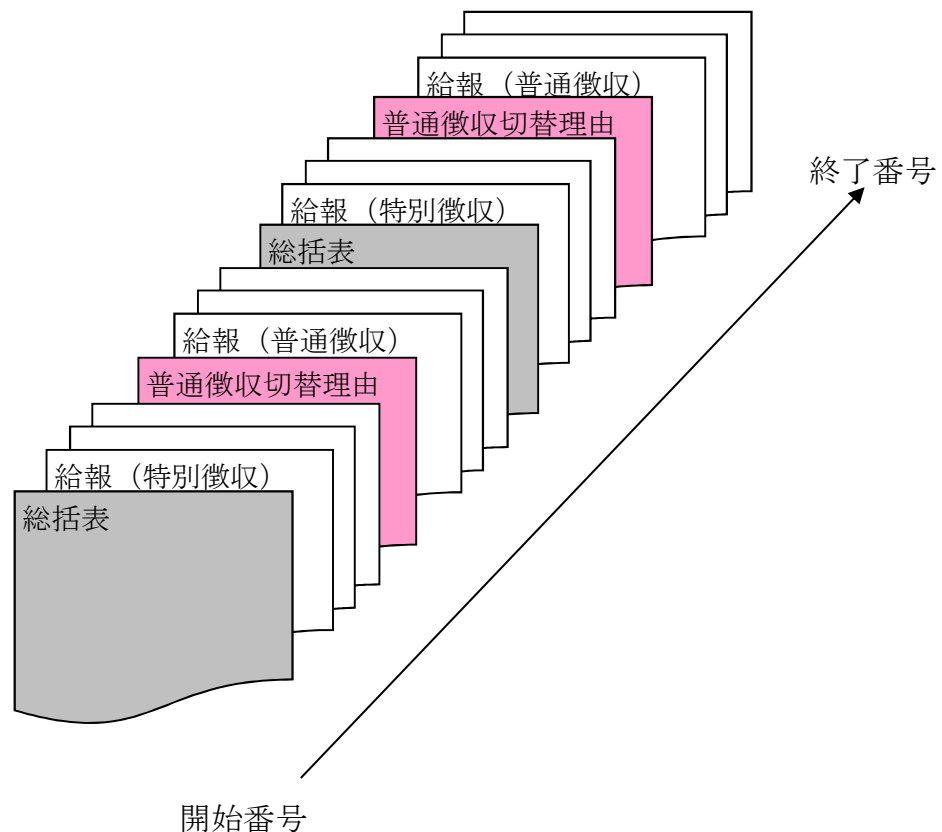 給報（普通徴収）
普通徴収切替理由
終了番号
給報（特別徴収）
総括表
給報（普通徴収）
普通徴収切替理由
給報（特別徴収）
総括表
開始番号